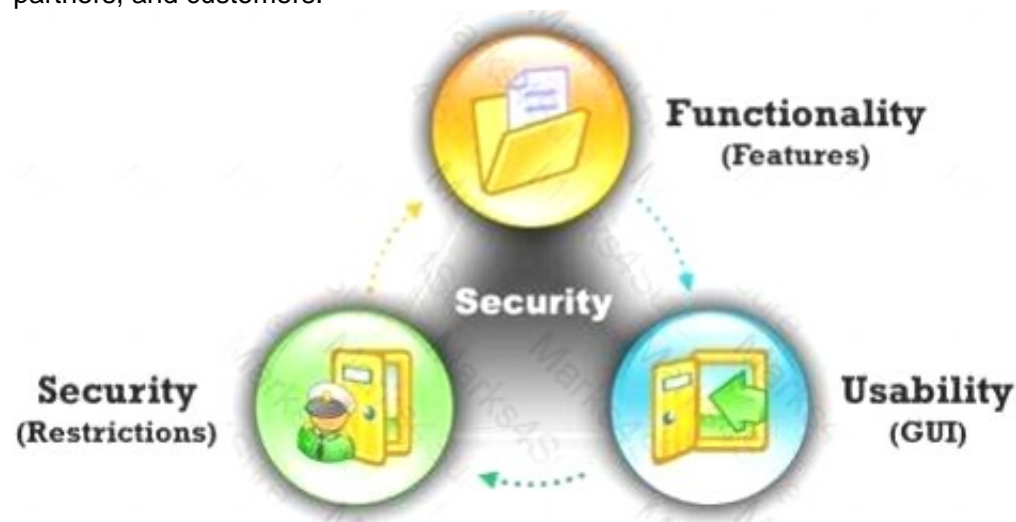 partners, and customers.
Functionality
(Features)
Security
Security
(Restrictions)
Usability
(GUI)